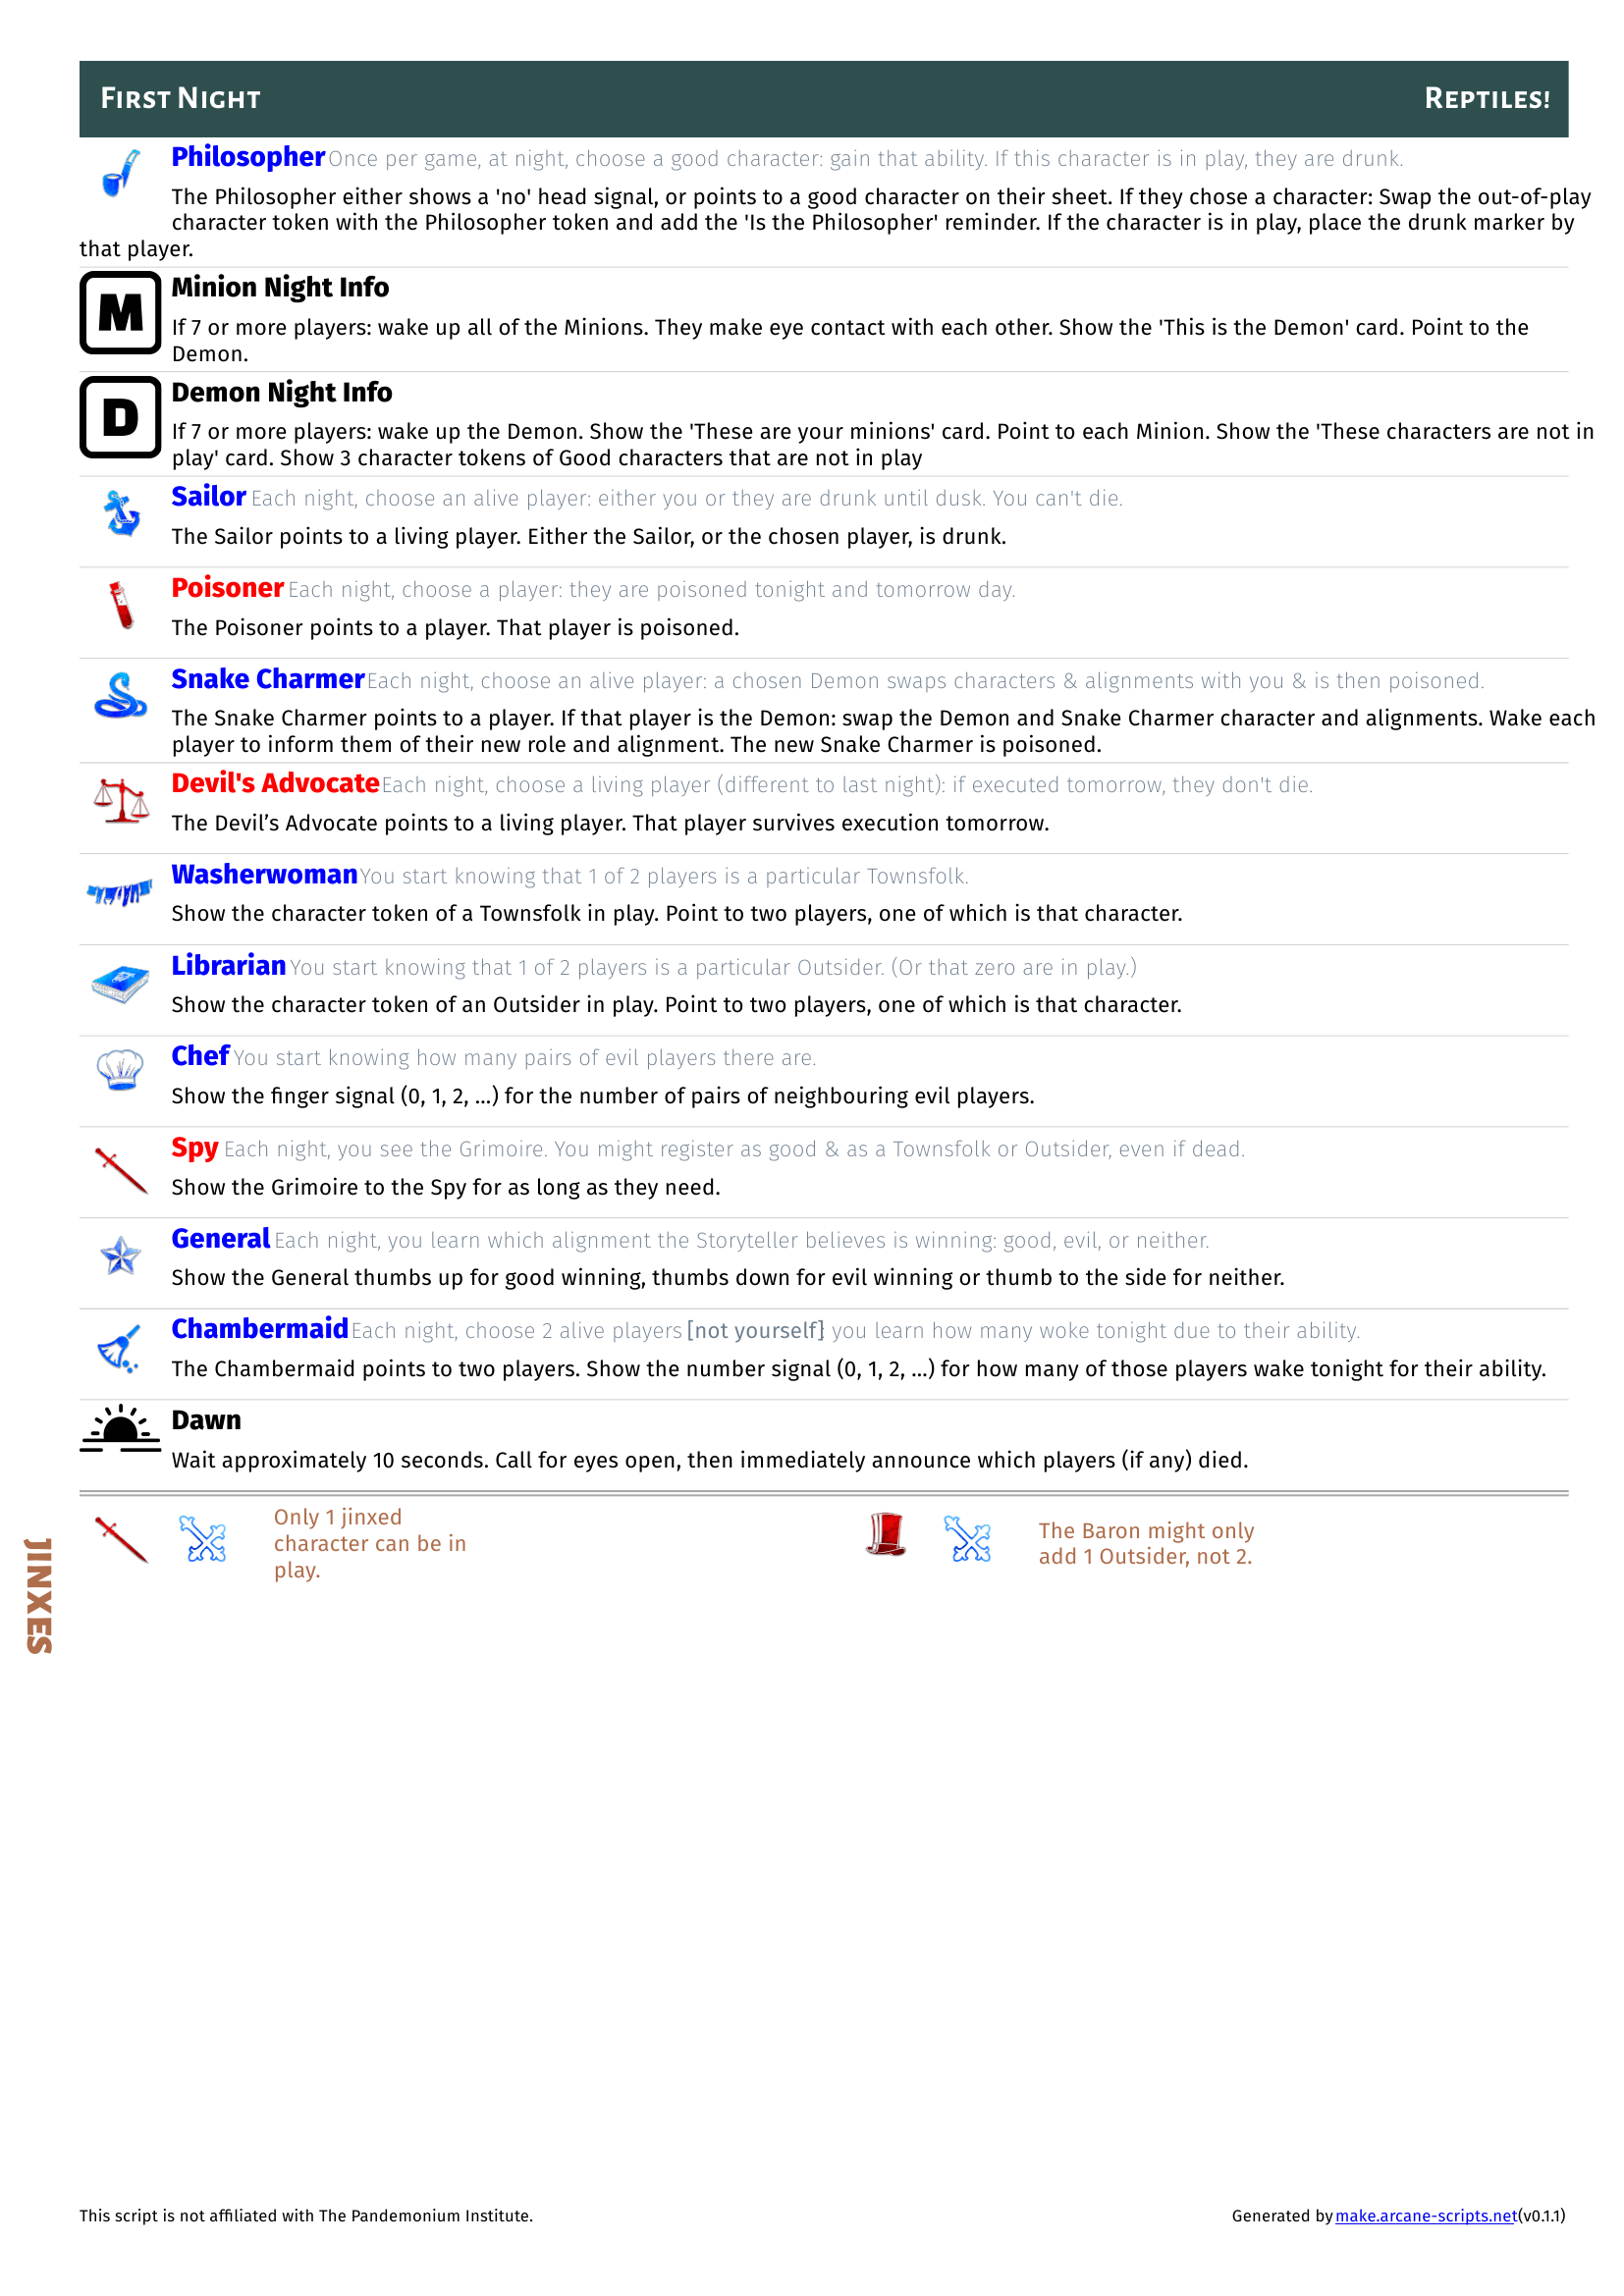 First Night
Reptiles!
Philosopher Once per game, at night, choose a good character: gain that ability. If this character is in play, they are drunk.
The Philosopher either shows a 'no' head signal, or points to a good character on their sheet. If they chose a character: Swap the out-of-play
character token with the Philosopher token and add the 'Is the Philosopher' reminder. If the character is in play, place the drunk marker by
that player.
M
Minion Night Info
If 7 or more players: wake up all of the Minions. They make eye contact with each other. Show the 'This is the Demon' card. Point to the
Demon.
D
Demon Night Info
If 7 or more players: wake up the Demon. Show the 'These are your minions' card. Point to each Minion. Show the 'These characters are not in
play' card. Show 3 character tokens of Good characters that are not in play
Sailor Each night, choose an alive player: either you or they are drunk until dusk. You can't die.
The Sailor points to a living player. Either the Sailor, or the chosen player, is drunk.
Poisoner Each night, choose a player: they are poisoned tonight and tomorrow day.
The Poisoner points to a player. That player is poisoned.
Snake Charmer Each night, choose an alive player: a chosen Demon swaps characters & alignments with you & is then poisoned.
The Snake Charmer points to a player. If that player is the Demon: swap the Demon and Snake Charmer character and alignments. Wake each
player to inform them of their new role and alignment. The new Snake Charmer is poisoned.
Devil's Advocate Each night, choose a living player (different to last night): if executed tomorrow, they don't die.
The Devil’s Advocate points to a living player. That player survives execution tomorrow.
Washerwoman You start knowing that 1 of 2 players is a particular Townsfolk.
Show the character token of a Townsfolk in play. Point to two players, one of which is that character.
Librarian You start knowing that 1 of 2 players is a particular Outsider. (Or that zero are in play.)
Show the character token of an Outsider in play. Point to two players, one of which is that character.
Chef You start knowing how many pairs of evil players there are.
Show the finger signal (0, 1, 2, ...) for the number of pairs of neighbouring evil players.
Spy Each night, you see the Grimoire. You might register as good & as a Townsfolk or Outsider, even if dead.
Show the Grimoire to the Spy for as long as they need.
General Each night, you learn which alignment the Storyteller believes is winning: good, evil, or neither.
Show the General thumbs up for good winning, thumbs down for evil winning or thumb to the side for neither.
Chambermaid Each night, choose 2 alive players [not yourself]: you learn how many woke tonight due to their ability.
The Chambermaid points to two players. Show the number signal (0, 1, 2, ...) for how many of those players wake tonight for their ability.
Dawn
Wait approximately 10 seconds. Call for eyes open, then immediately announce which players (if any) died.
JINXES
Only 1 jinxed
character can be in
play.
The Baron might only
add 1 Outsider, not 2.
This script is not affiliated with The Pandemonium Institute.
Generated by make.arcane-scripts.net(v0.1.1)